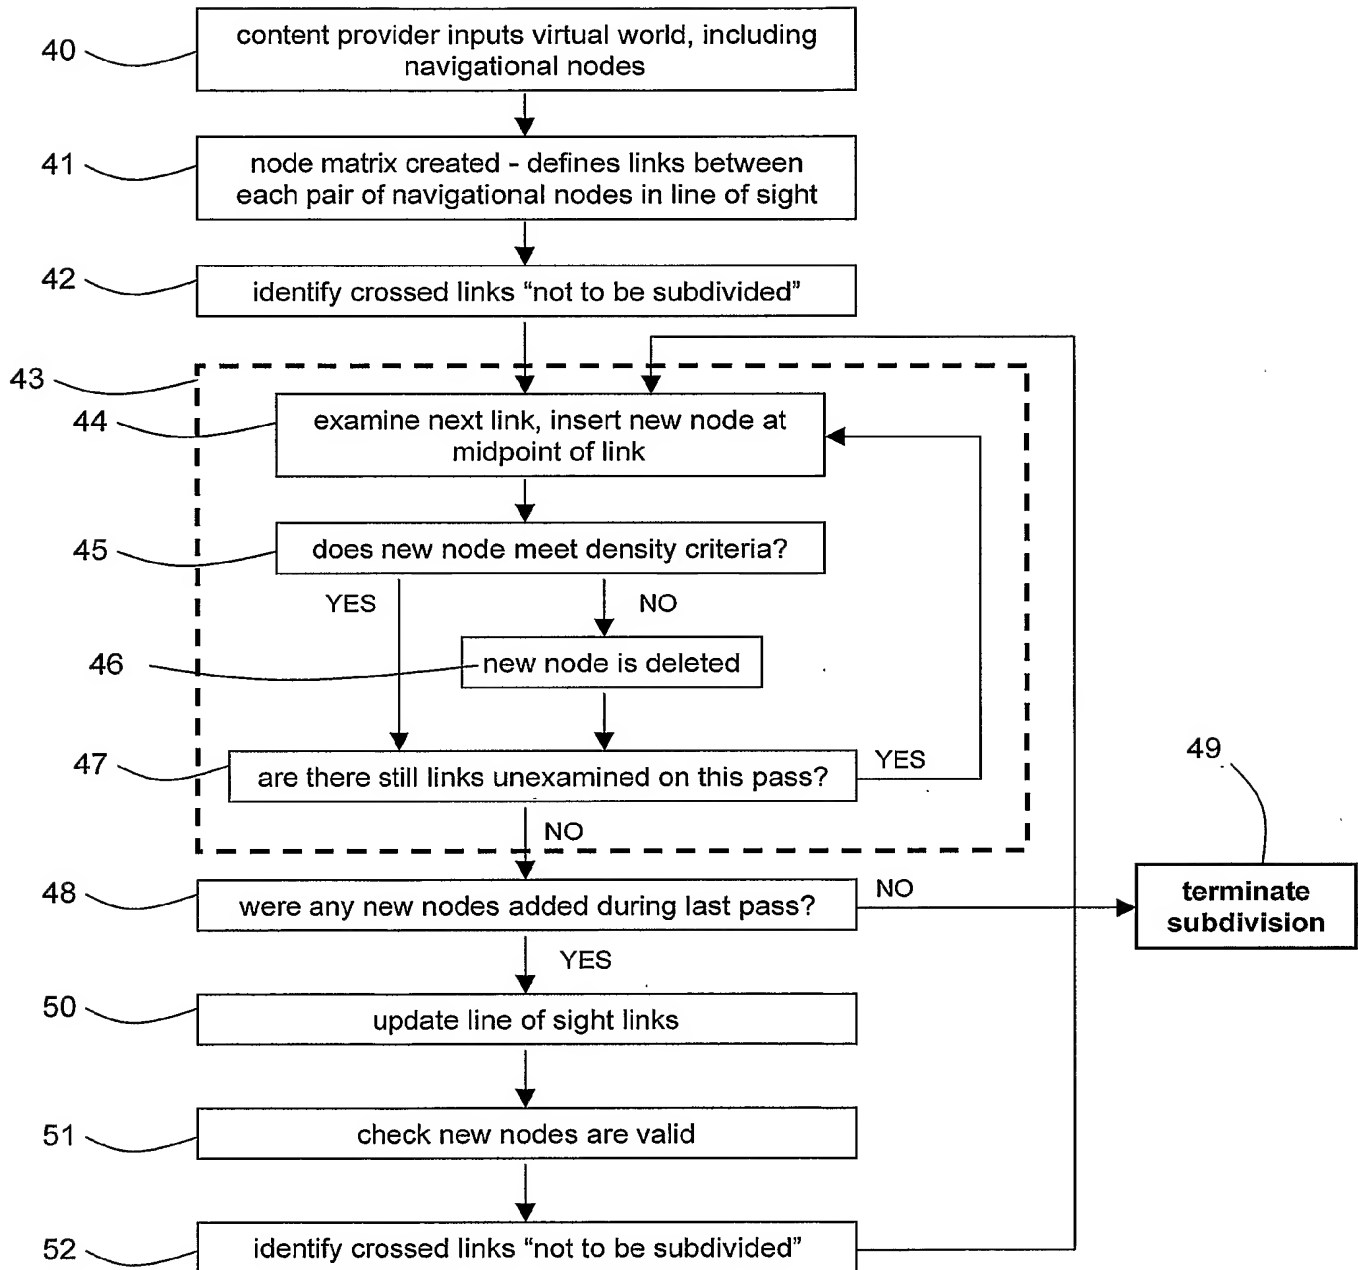 40
content provider inputs virtual world, including
navigational nodes
41
node matrix created - defines links between
each pair of navigational nodes in line of sight
42
identify crossed links “not to be subdivided”
43
44
examine next link, insert new node at
midpoint of link
45
does new node meet density criteria?
YES
NO
46
new node is deleted
47
are there still links unexamined on this pass?
YES
NO
48
were any new nodes added during last pass?
NO
49
terminate
subdivision
YES
50
update line of sight links
51
check new nodes are valid
52
identify crossed links “not to be subdivided”